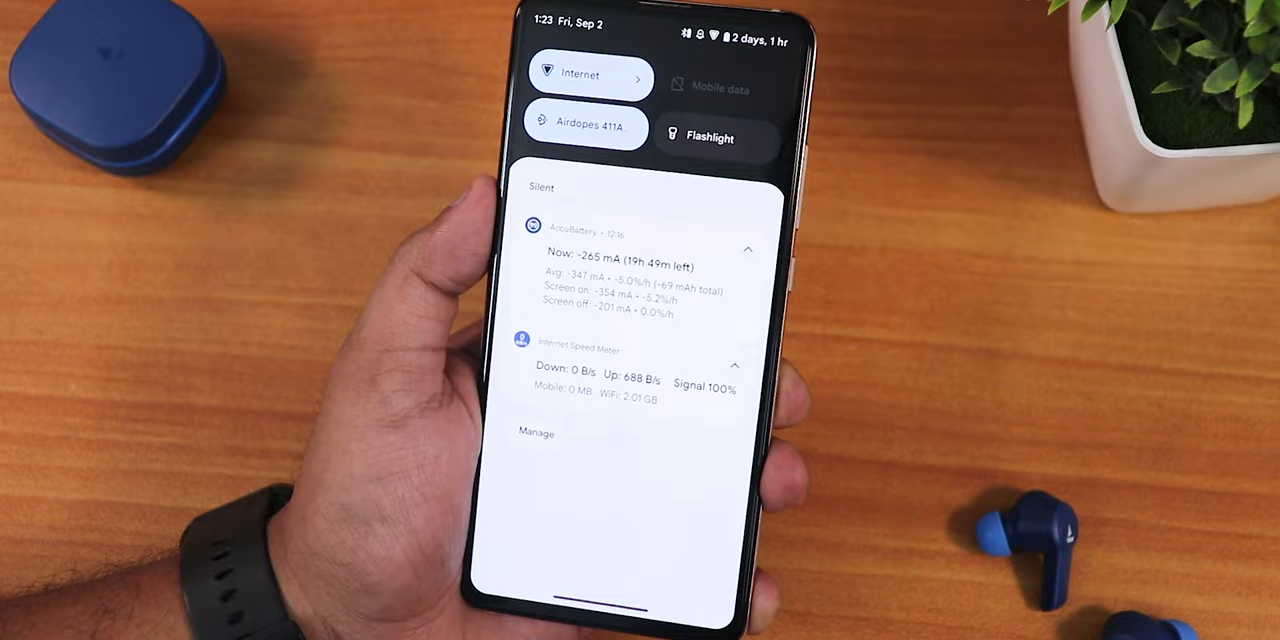 1:23 Fri, Sep 2
2 days, 1 hr
Internet
Mobile data
Airdopes 411A..
Flashlight
Silent
AccuBattery • 12:16
Now: -265 mA (19h 49m left)
Avg: -347 mA • -5.0%/h (-69 mAh total)
Screen on: -354 mA • -5.2%/h
Screen off: -201 mA • 0.0%/h
Internet Speed Meter
Down: 0 B/s Up: 688 B/s Signal 100%
Mobile: 0 MB WiFi: 2.01 GB
Manage